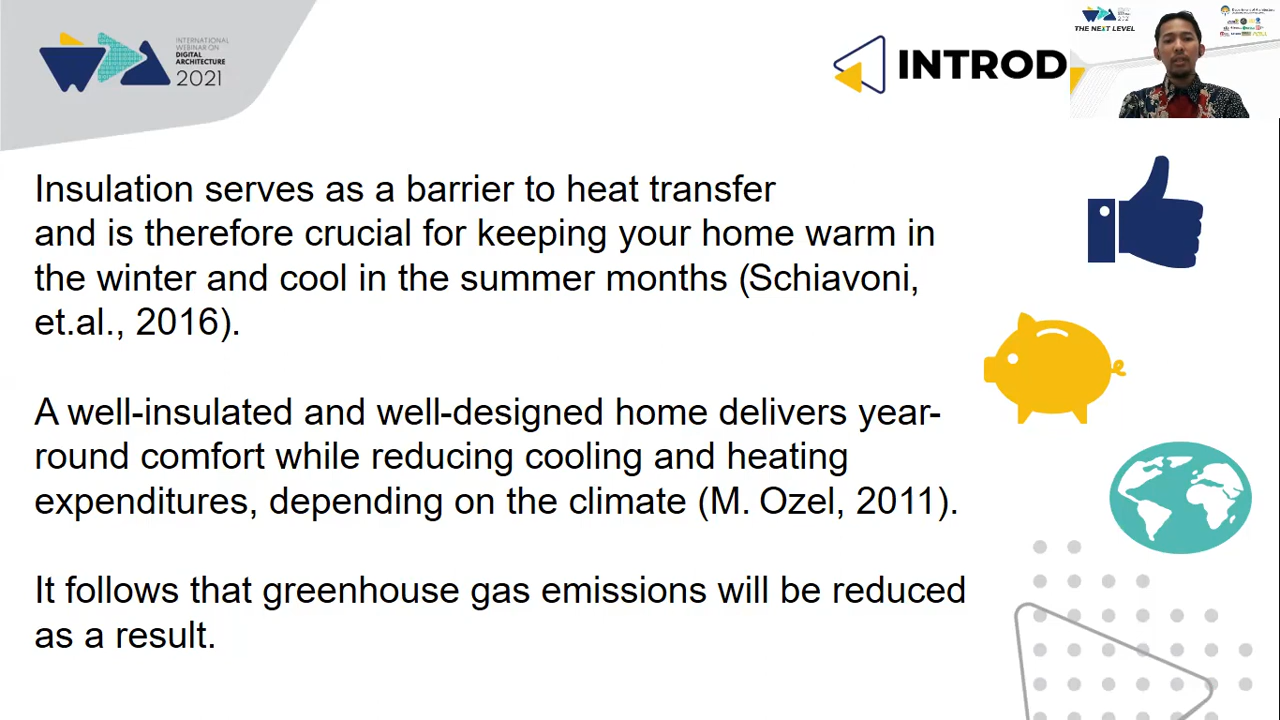 INTERNATIONAL
WEBINAR ON
DIGITAL
ARCHITECTURE
2021
INTROD
THE NEXT LEVEL
Insulation serves as a barrier to heat transfer
and is therefore crucial for keeping your home warm in
the winter and cool in the summer months (Schiavoni,
et.al., 2016).
A well-insulated and well-designed home delivers year-
round comfort while reducing cooling and heating
expenditures, depending on the climate (M. Ozel, 2011).
It follows that greenhouse gas emissions will be reduced
as a result.